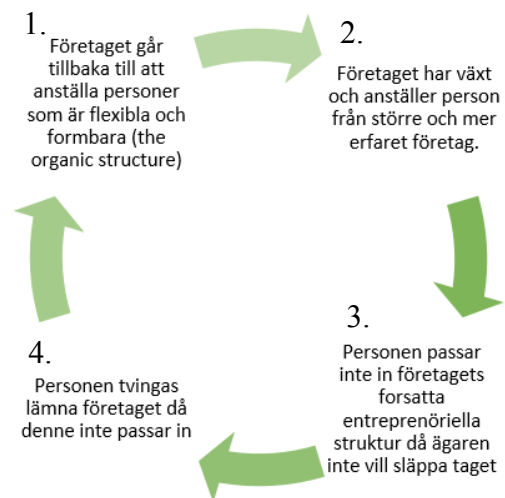 1.
Företaget går
tillbaka till att
anställa personer
som är flexibla och
formbara (the
organic structure)
2.
Företaget har växt
och anställer person
från större och mer
erfaret företag.
3.
Personen passar
inte in företagets
forsatta
entreprenöriella
struktur då ägaren
inte vill släppa taget
4.
Personen tvingas
lämna företaget då
denne inte passar in